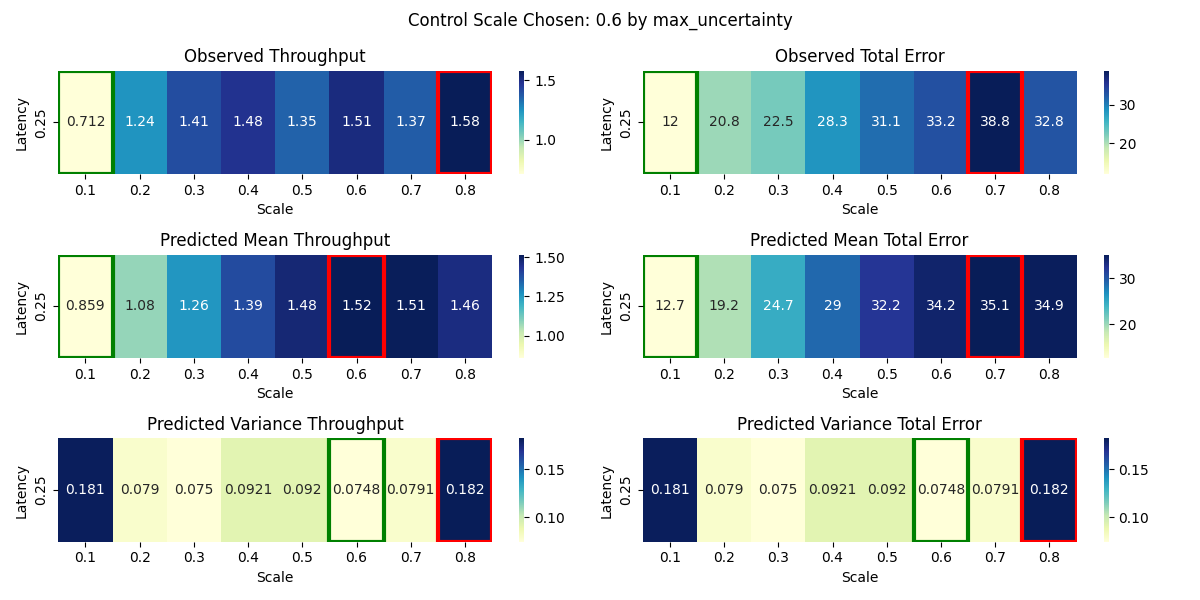 Control Scale Chosen: 0.6 by max_uncertainty
Observed Throughput
Latency
0.25
0.712 1.24 1.41 1.48 1.35 1.51 1.37 1.58
0.1 0.2 0.3 0.4 0.5 0.6 0.7 0.8
Scale
1.5
1.0
Observed Total Error
Latency
0.25
12 20.8 22.5 28.3 31.1 33.2 38.8 32.8
0.1 0.2 0.3 0.4 0.5 0.6 0.7 0.8
Scale
30
20
Predicted Mean Throughput
Latency
0.25
0.859 1.08 1.26 1.39 1.48 1.52 1.51 1.46
0.1 0.2 0.3 0.4 0.5 0.6 0.7 0.8
Scale
1.50
1.25
1.00
Predicted Mean Total Error
Latency
0.25
12.7 19.2 24.7 29 32.2 34.2 35.1 34.9
0.1 0.2 0.3 0.4 0.5 0.6 0.7 0.8
Scale
30
20
Predicted Variance Throughput
Latency
0.25
0.181 0.079 0.075 0.0921 0.092 0.0748 0.0791 0.182
0.1 0.2 0.3 0.4 0.5 0.6 0.7 0.8
Scale
0.15
0.10
Predicted Variance Total Error
Latency
0.25
0.181 0.079 0.075 0.0921 0.092 0.0748 0.0791 0.182
0.1 0.2 0.3 0.4 0.5 0.6 0.7 0.8
Scale
0.15
0.10